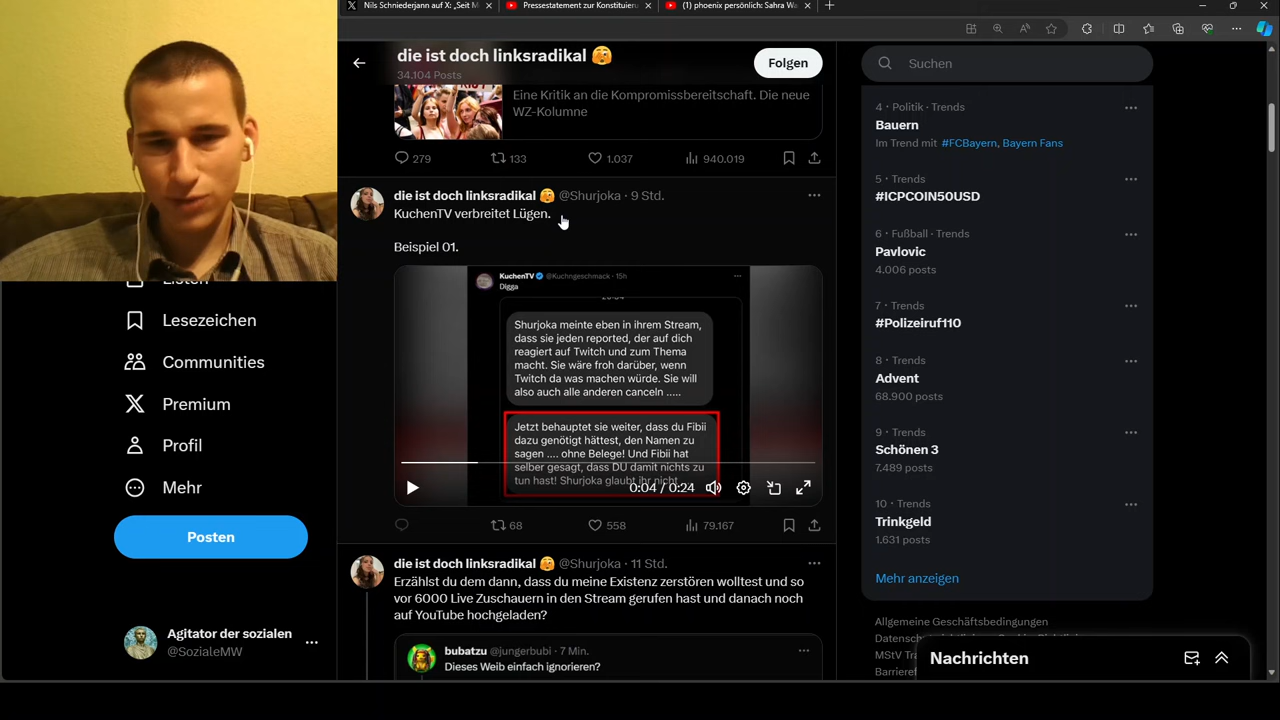 Nils Schniederjann auf X: „Seit M
Pressestatement zur Konstituier
(1) phoenix persönlich: Sahra Wa
die ist doch linksradikal 🫣
34.104 Posts
Folgen
Suchen
Eine Kritik an die Kompromissbereitschaft. Die neue
WZ-Kolumne
279
133
1.037
940.019
die ist doch linksradikal 🫣 @Shurjoka · 9 Std.
KuchenTV verbreitet Lügen.
Beispiel 01.
KuchenTV @Kuchngeschmack · 15h
Digga
Shurjoka meinte eben in ihrem Stream,
dass sie jeden reported, der auf dich
reagiert auf Twitch und zum Thema
macht. Sie wäre froh darüber, wenn
Twitch da was machen würde. Sie will
also auch alle anderen canceln .....
Jetzt behauptet sie weiter, dass du Fibii
dazu genötigt hättest, den Namen zu
sagen .... ohne Belege! Und Fibii hat
selber gesagt, dass DU damit nichts zu
tun hast! Shurjoka glaubt ihr nicht
0:04 / 0:24
68
558
79.167
die ist doch linksradikal 🫣 @Shurjoka · 11 Std.
Erzählst du dem dann, dass du meine Existenz zerstören wolltest und so
vor 6000 Live Zuschauern in den Stream gerufen hast und danach noch
auf YouTube hochgeladen?
bubatzu @jungerbubi · 7 Min.
Dieses Weib einfach ignorieren?
Listen
Lesezeichen
Communities
Premium
Profil
Mehr
Posten
Agitator der sozialen
@SozialeMW
4 · Politik · Trends
Bauern
Im Trend mit #FCBayern, Bayern Fans
5 · Trends
#ICPCOIN50USD
6 · Fußball · Trends
Pavlovic
4.006 posts
7 · Trends
#Polizeiruf110
8 · Trends
Advent
68.900 posts
9 · Trends
Schönen 3
7.489 posts
10 · Trends
Trinkgeld
1.631 posts
Mehr anzeigen
Allgemeine Geschäftsbedingungen
MStV
Nachrichten